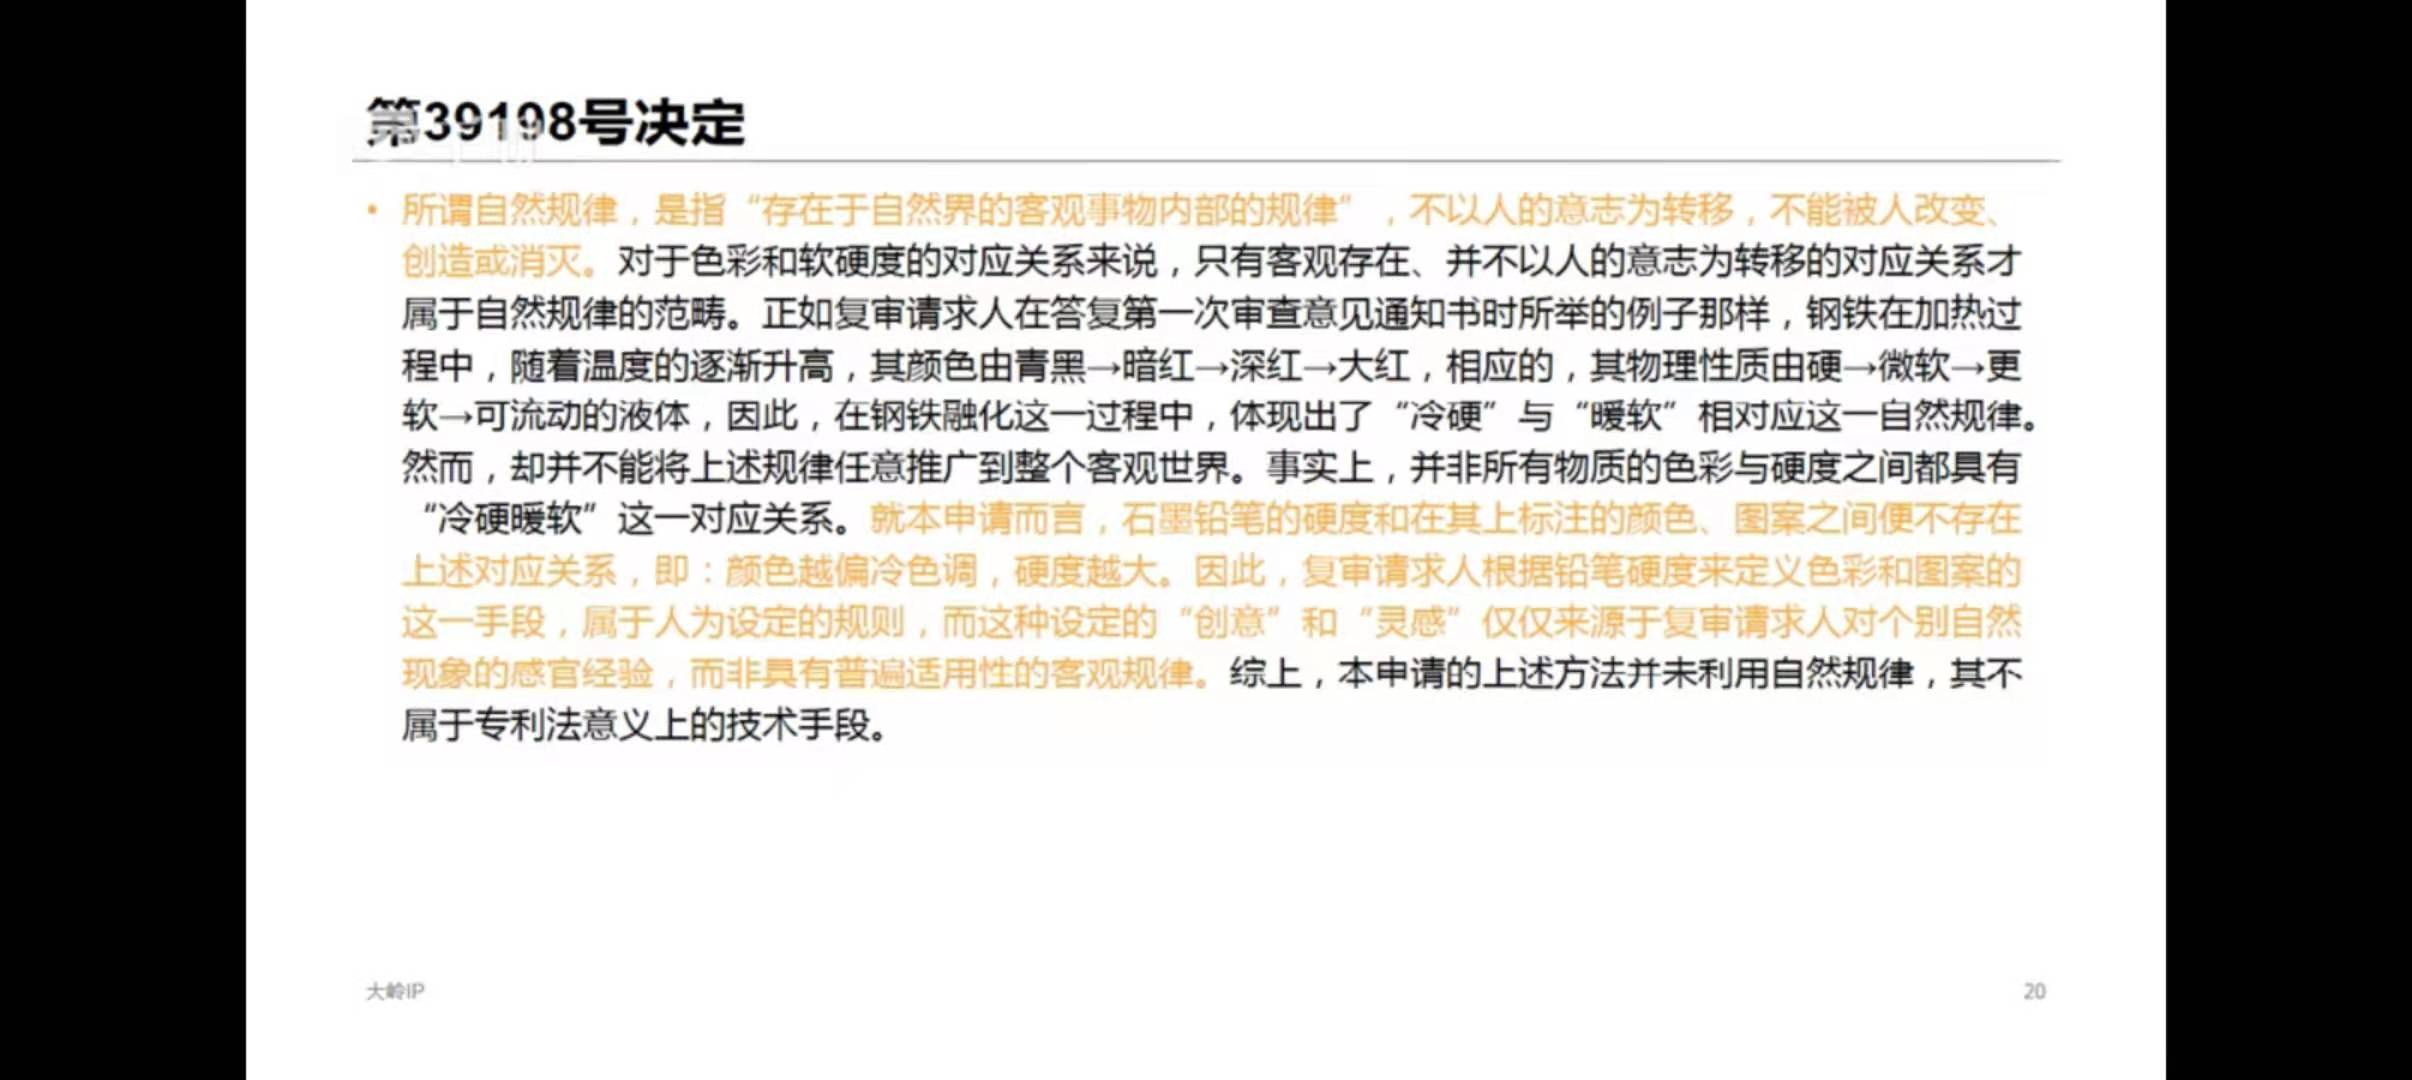 第39198号决定
• 所谓自然规律，是指“存在于自然界的客观事物内部的规律”，不以人的意志为转移，不能被人改变、
创造或消灭。对于色彩和软硬度的对应关系来说，只有客观存在、并不以人的意志为转移的对应关系才
属于自然规律的范畴。正如复审请求人在答复第一次审查意见通知书时所举的例子那样，钢铁在加热过
程中，随着温度的逐渐升高，其颜色由青黑→暗红→深红→大红，相应的，其物理性质由硬→微软→更
软→可流动的液体，因此，在钢铁融化这一过程中，体现出了“冷硬”与“暖软”相对应这一自然规律。
然而，却并不能将上述规律任意推广到整个客观世界。事实上，并非所有物质的色彩与硬度之间都具有
“冷硬暖软”这一对应关系。就本申请而言，石墨铅笔的硬度和在其上标注的颜色、图案之间便不存在
上述对应关系，即：颜色越偏冷色调，硬度越大。因此，复审请求人根据铅笔硬度来定义色彩和图案的
这一手段，属于人为设定的规则，而这种设定的“创意”和“灵感”仅仅来源于复审请求人对个别自然
现象的感官经验，而非具有普遍适用性的客观规律。综上，本申请的上述方法并未利用自然规律，其不
属于专利法意义上的技术手段。
大岭IP
20